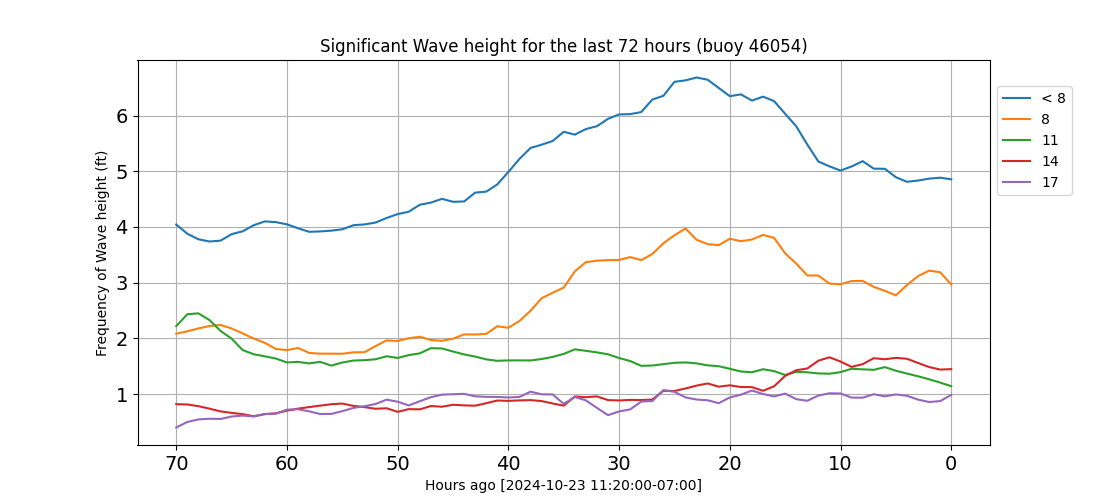 Significant Wave height for the last 72 hours (buoy 46054)
Frequency of Wave height (ft)
6
5
4
3
2
1
70 60 50 40 30 20 10 0
Hours ago [2024-10-23 11:20:00-07:00]
< 8
8
11
14
17